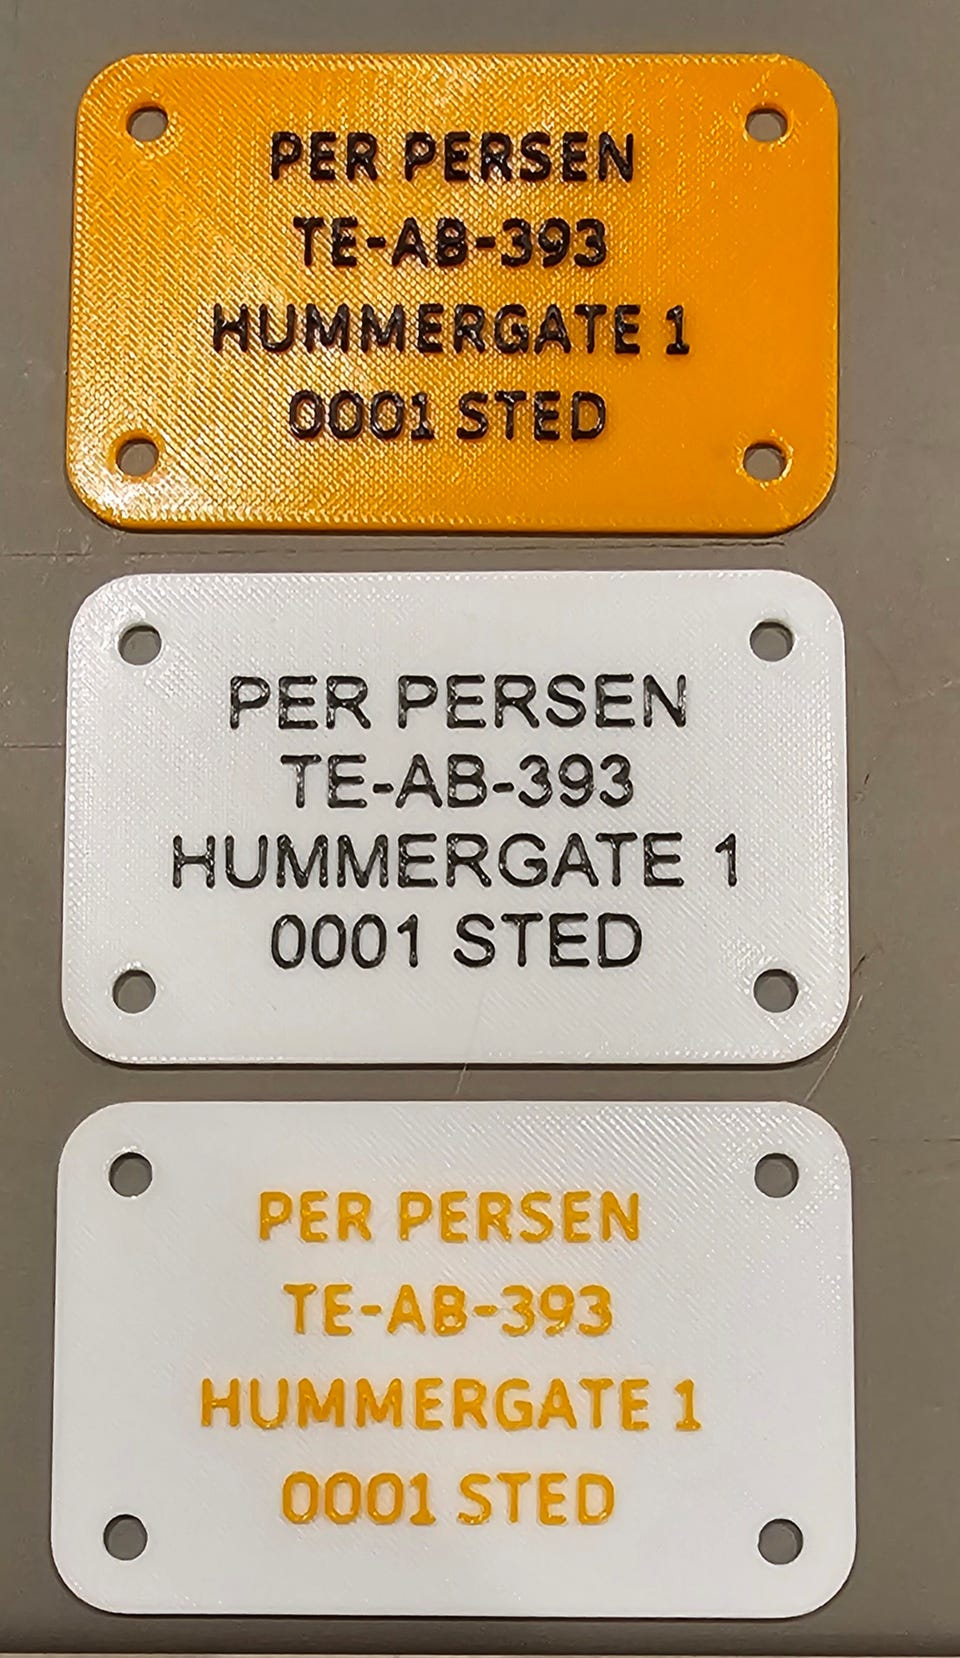 PER PERSEN
TE-AB-393
HUMMERGATE 1
0001 STED
PER PERSEN
TE-AB-393
HUMMERGATE 1
0001 STED
PER PERSEN
TE-AB-393
HUMMERGATE 1
0001 STED